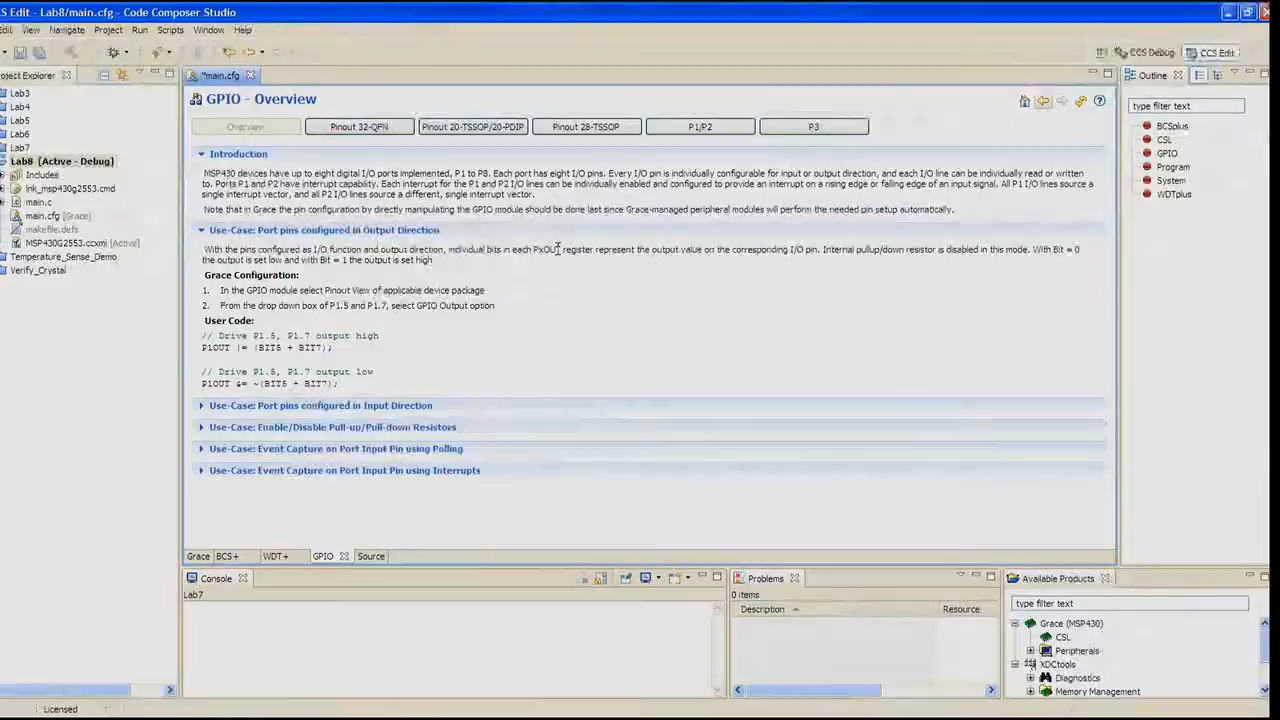 CS Edit - Lab8/main.cfg - Code Composer Studio
Edit View Navigate Project Run Scripts Window Help
CCS Debug CCS Edit
oject Explorer
*main.cfg
Outline
Lab3
Lab4
Lab5
Lab6
Lab7
Lab8 [Active - Debug]
Includes
lnk_msp430g2553.cmd
main.c
main.cfg [Grace]
makefile.defs
MSP430G2553.ccxml [Active]
Temperature_Sense_Demo
Verify_Crystal
GPIO - Overview
Overview Pinout 32-QFN Pinout 20-TSSOP/20-PDIP Pinout 28-TSSOP P1/P2 P3
Introduction
MSP430 devices have up to eight digital I/O ports implemented, P1 to P8. Each port has eight I/O pins. Every I/O pin is individually configurable for input or output direction, and each I/O line can be individually read or written
to. Ports P1 and P2 have interrupt capability. Each interrupt for the P1 and P2 I/O lines can be individually enabled and configured to provide an interrupt on a rising edge or falling edge of an input signal. All P1 I/O lines source a
single interrupt vector, and all P2 I/O lines source a different, single interrupt vector.
Note that in Grace the pin configuration by directly manipulating the GPIO module should be done last since Grace-managed peripheral modules will perform the needed pin setup automatically.
Use-Case: Port pins configured in Output Direction
With the pins configured as I/O function and output direction, individual bits in each PxOUT register represent the output value on the corresponding I/O pin. Internal pullup/down resistor is disabled in this mode. With Bit = 0
the output is set low and with Bit = 1 the output is set high
Grace Configuration:
1. In the GPIO module select Pinout View of applicable device package
2. From the drop down box of P1.5 and P1.7, select GPIO Output option
User Code:
// Drive P1.5, P1.7 output high
P1OUT |= (BIT5 + BIT7);
// Drive P1.5, P1.7 output low
P1OUT &= ~(BIT5 + BIT7);
Use-Case: Port pins configured in Input Direction
Use-Case: Enable/Disable Pull-up/Pull-down Resistors
Use-Case: Event Capture on Port Input Pin using Polling
Use-Case: Event Capture on Port Input Pin using Interrupts
Grace BCS+ WDT+ GPIO Source
type filter text
BCSplus
CSL
GPIO
Program
System
WDTplus
Console
Lab7
Problems
0 items
Description Resource
Available Products
type filter text
Grace (MSP430)
CSL
Peripherals
XDCtools
Diagnostics
Memory Management
Licensed